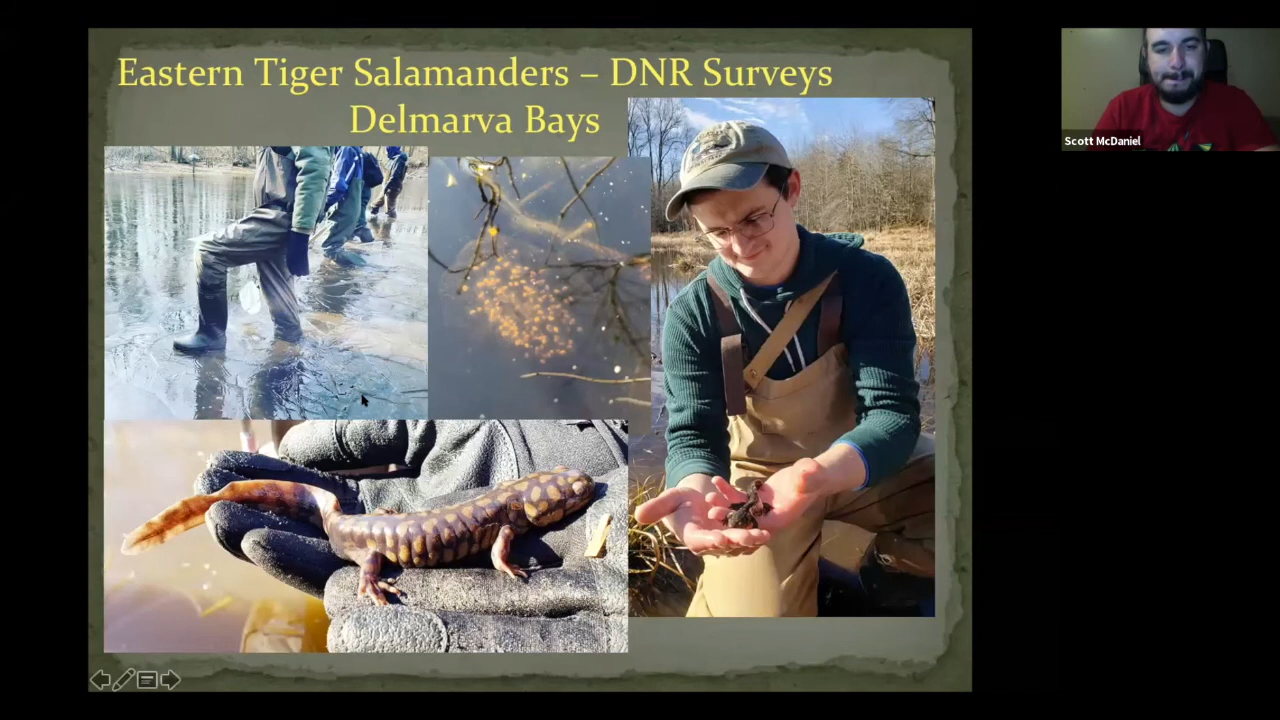 Eastern Tiger Salamanders – DNR Surveys
Delmarva Bays
Scott McDaniel